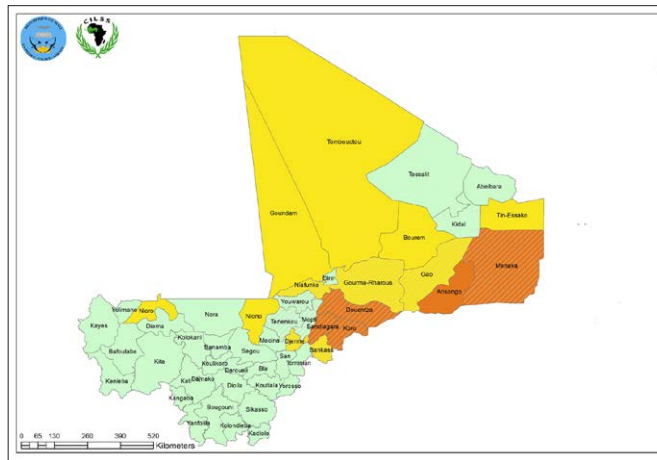 CILSS
Tombouctou
Tessalit
Abeibara
Goundam
Tin-Essako
Kidal
Bourem
Menaka
Gao
Diré
Gourma-Rharous
Niafunke
Ansongo
Youwarou
Yelimane
Nioro
Douentza
Nara
Niono
Kayes
Diema
Tenenkou
Mopti
Bandiagara
Koro
Kolokani
Macina
Djenne
Banamba
Segou
Bankass
Bafoulabe
Kita
San
Koulikoro
Tominian
Baroueli
Bla
Kati
Bamako
Kenieba
Dioila
Koutiala
Yorosso
Kangaba
Bougouni
Sikasso
Yanfolila
Kolondieba
Kadiolo
0 65 130 260 390 520
Kilometers